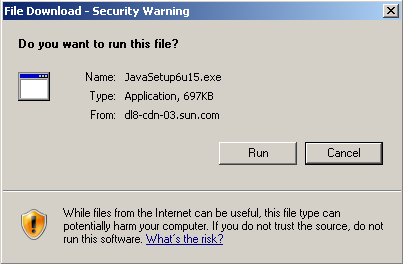 File Download - Security Warning
Do you want to run this file?
Name: JavaSetup6u15.exe
Type: Application, 697KB
From: dl8-cdn-03.sun.com
Run Cancel
While files from the Internet can be useful, this file type can
potentially harm your computer. If you do not trust the source, do not
run this software. What's the risk?